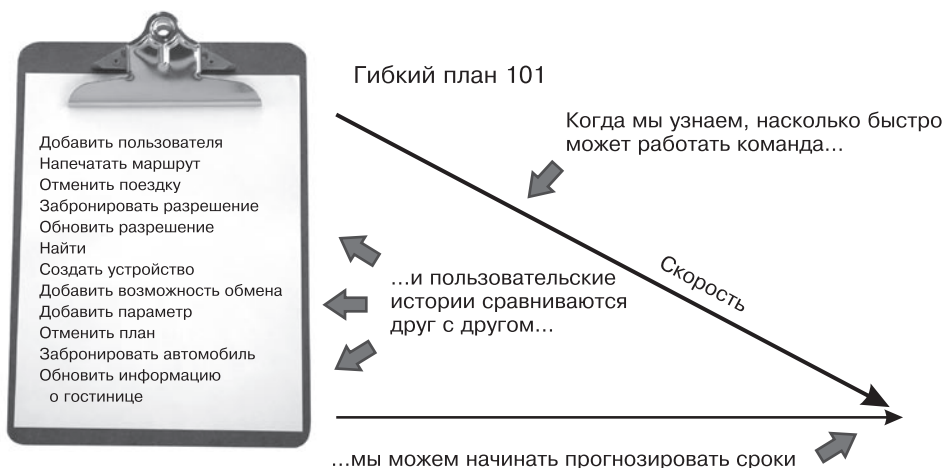 Гибкий план 101
Добавить пользователя
Напечатать маршрут
Отменить поездку
Забронировать разрешение
Обновить разрешение
Найти
Создать устройство
Добавить возможность обмена
Добавить параметр
Отменить план
Забронировать автомобиль
Обновить информацию
о гостинице
Когда мы узнаем, насколько быстро
может работать команда...
Скорость
...и пользовательские
истории сравниваются
друг с другом...
...мы можем начинать прогнозировать сроки